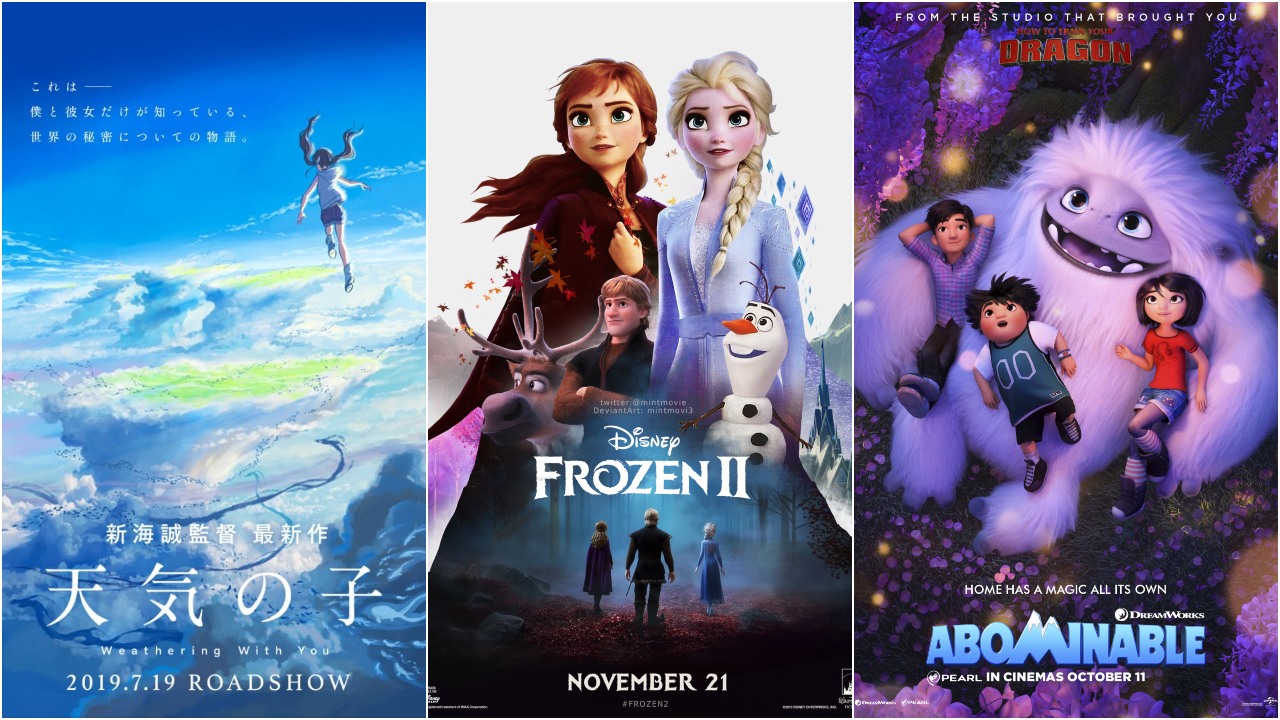 これは——
僕と彼女だけが知っている、
世界の秘密についての物語。
新海誠監督 最新作
天気の子
Weathering With You
2019.7.19 ROADSHOW
twitter:@mintmovie
DeviantArt: mintmovi3
Disney
FROZEN II
NOVEMBER 21
#FROZEN2
FROM THE STUDIO THAT BROUGHT YOU
HOW TO TRAIN YOUR
DRAGON
00
HOME HAS A MAGIC ALL ITS OWN
DREAMWORKS
ABOMINABLE
PEARL IN CINEMAS OCTOBER 11
DREAMWORKS PEARL